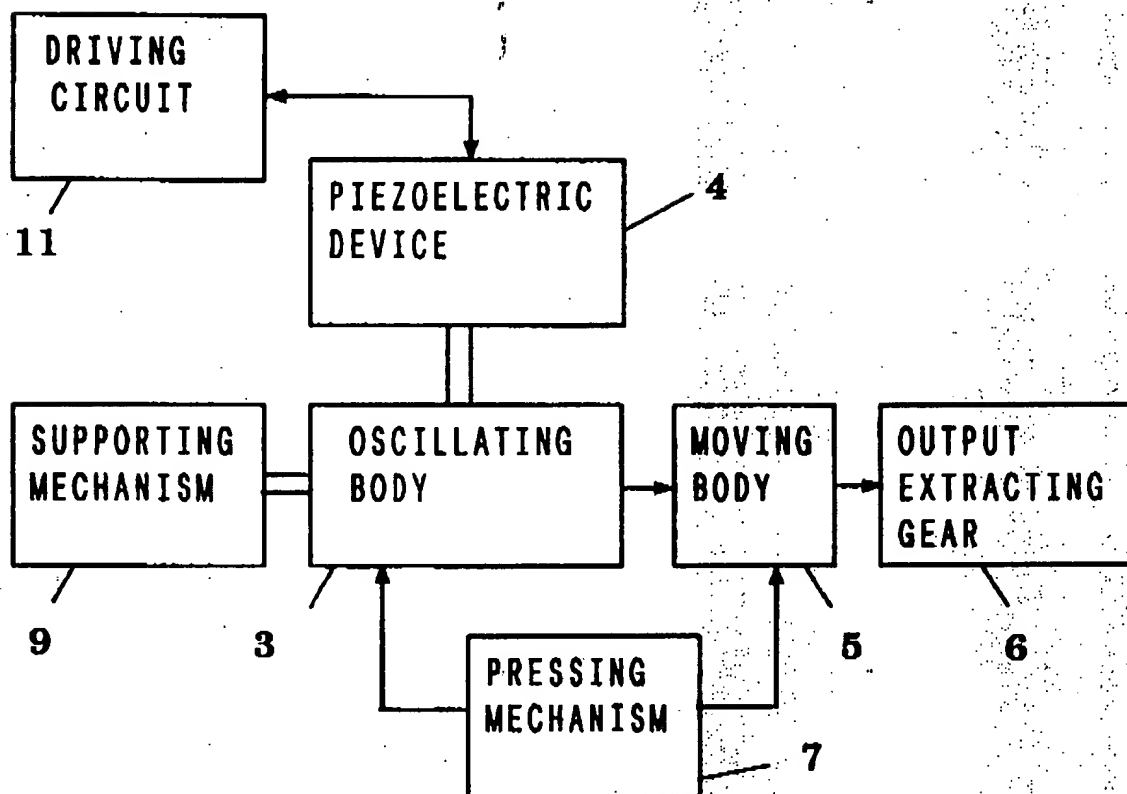 DRIVING
CIRCUIT
11
PIEZOELECTRIC
DEVICE
4
SUPPORTING
MECHANISM
9
OSCILLATING
BODY
3
MOVING
BODY
5
OUTPUT
EXTRACTING
GEAR
6
PRESSING
MECHANISM
7